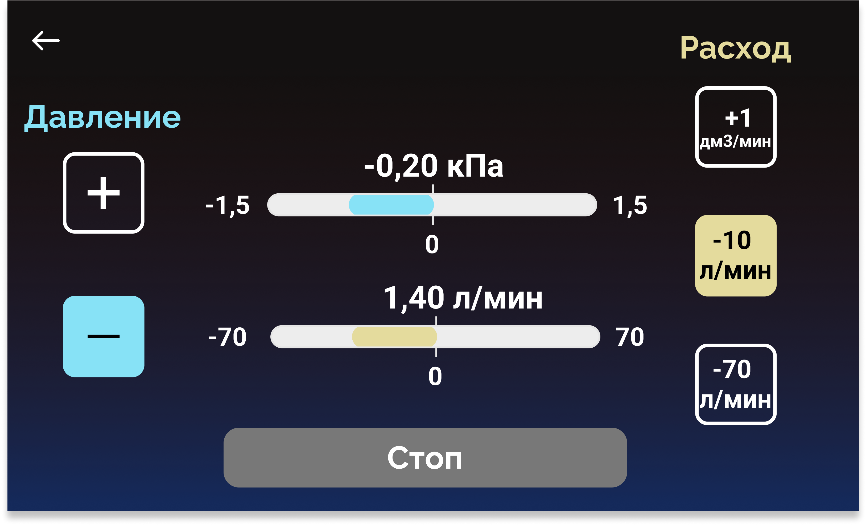 Расход
Давление
+1
дм3/мин
+
-0,20 кПа
-1,5
1,5
0
-10
л/мин
1,40 л/мин
-70
70
0
−
-70
л/мин
Стоп